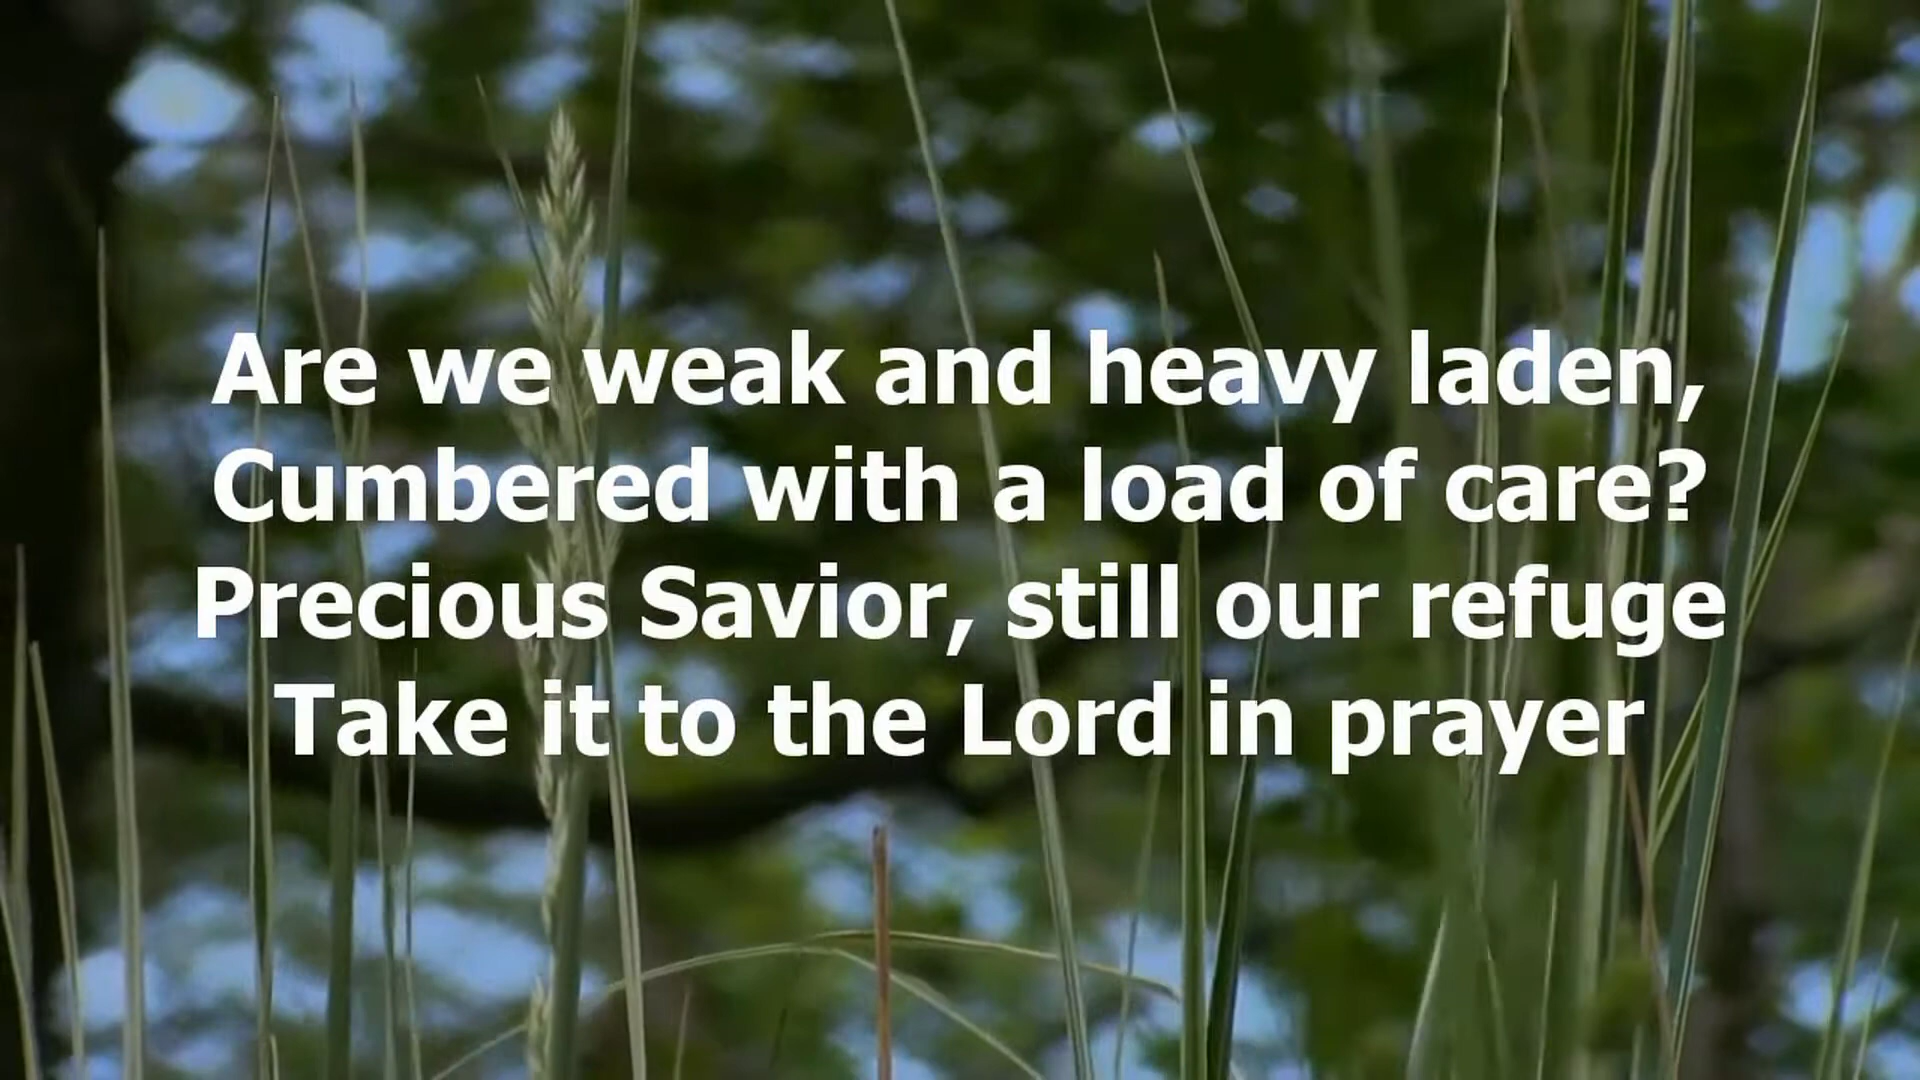 Are we weak and heavy laden,
Cumbered with a load of care?
Precious Savior, still our refuge
Take it to the Lord in prayer